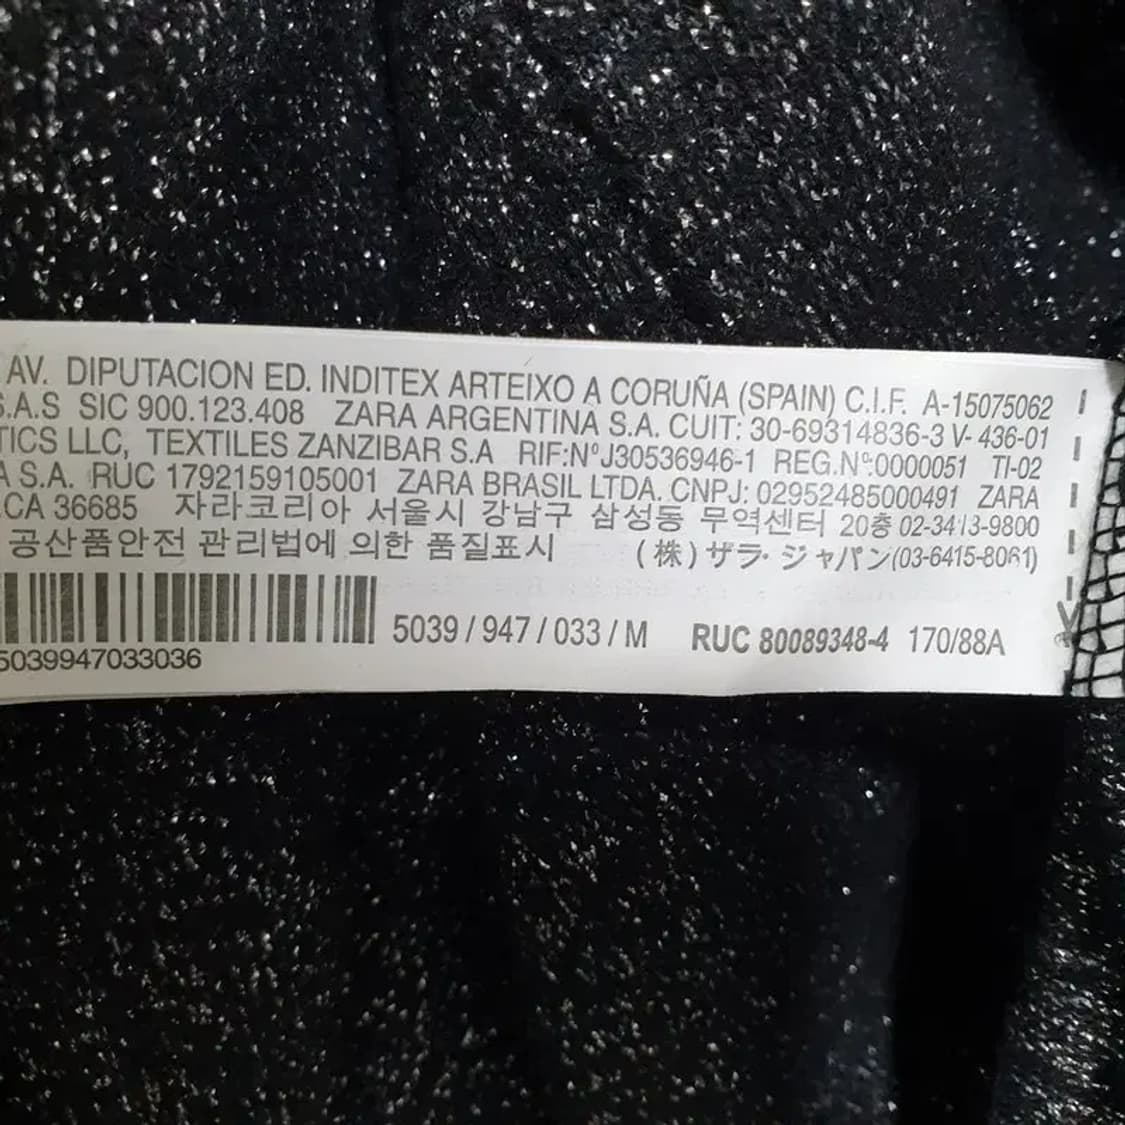 AV. DIPUTACION ED. INDITEX ARTEIXO A CORUÑA (SPAIN) C.I.F. A-15075062
S.A.S SIC 900.123.408 ZARA ARGENTINA S.A. CUIT: 30-69314836-3 V- 436-01
TICS LLC, TEXTILES ZANZIBAR S.A RIF:NºJ30536946-1 REG.Nº:0000051 TI-02
A S.A. RUC 1792159105001 ZARA BRASIL LTDA. CNPJ: 02952485000491 ZARA
CA 36685 자라코리아 서울시 강남구 삼성동 무역센터 20층 02-3413-9800
공산품안전 관리법에 의한 품질표시 (株)ザラ・ジャパン(03-6415-8061)
5039/947/033/M RUC 80089348-4 170/88A
5039947033036